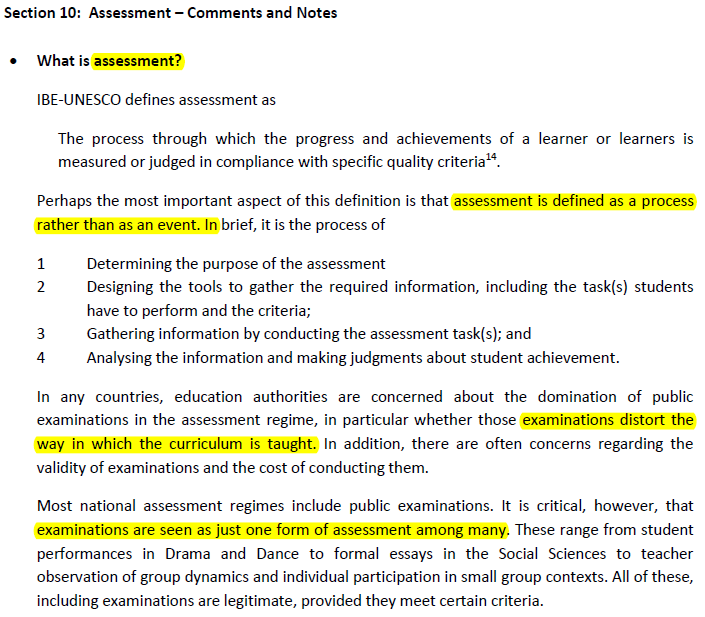 Section 10: Assessment – Comments and Notes
• What is assessment?
IBE-UNESCO defines assessment as
The process through which the progress and achievements of a learner or learners is
measured or judged in compliance with specific quality criteria¹⁴.
Perhaps the most important aspect of this definition is that assessment is defined as a process
rather than as an event. In brief, it is the process of
1 Determining the purpose of the assessment
2 Designing the tools to gather the required information, including the task(s) students
have to perform and the criteria;
3 Gathering information by conducting the assessment task(s); and
4 Analysing the information and making judgments about student achievement.
In any countries, education authorities are concerned about the domination of public
examinations in the assessment regime, in particular whether those examinations distort the
way in which the curriculum is taught. In addition, there are often concerns regarding the
validity of examinations and the cost of conducting them.
Most national assessment regimes include public examinations. It is critical, however, that
examinations are seen as just one form of assessment among many. These range from student
performances in Drama and Dance to formal essays in the Social Sciences to teacher
observation of group dynamics and individual participation in small group contexts. All of these,
including examinations are legitimate, provided they meet certain criteria.